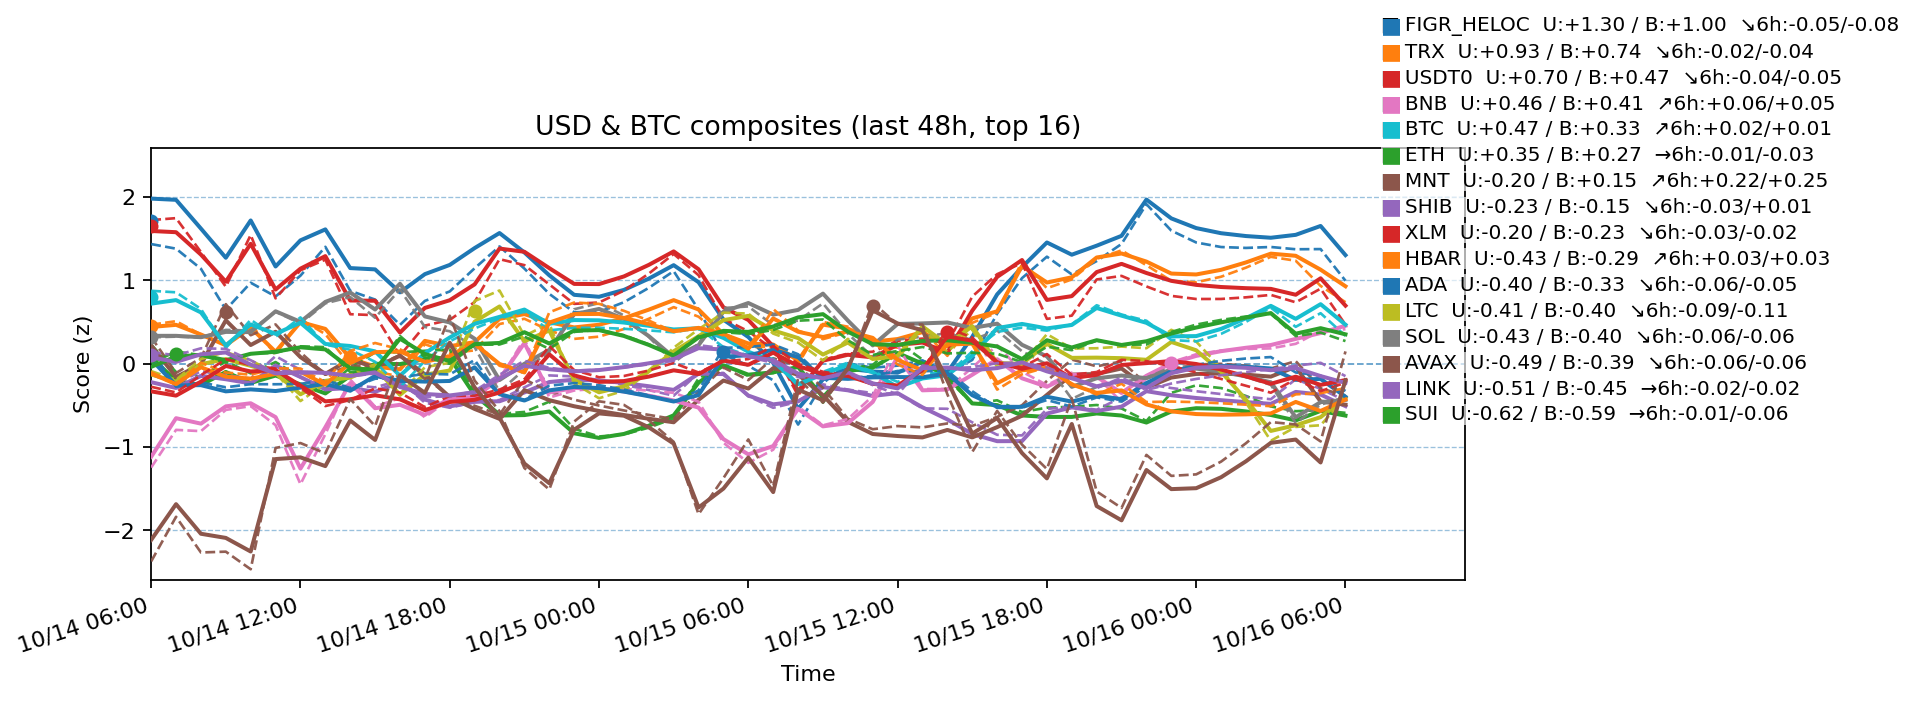 USD & BTC composites (last 48h, top 16)
FIGR_HELOC U:+1.30 / B:+1.00 ↘6h:-0.05/-0.08
TRX U:+0.93 / B:+0.74 ↘6h:-0.02/-0.04
USDT0 U:+0.70 / B:+0.47 ↘6h:-0.04/-0.05
BNB U:+0.46 / B:+0.41 ↗6h:+0.06/+0.05
BTC U:+0.47 / B:+0.33 ↗6h:+0.02/+0.01
ETH U:+0.35 / B:+0.27 →6h:-0.01/-0.03
MNT U:-0.20 / B:+0.15 ↗6h:+0.22/+0.25
SHIB U:-0.23 / B:-0.15 ↘6h:-0.03/+0.01
XLM U:-0.20 / B:-0.23 ↘6h:-0.03/-0.02
HBAR U:-0.43 / B:-0.29 ↗6h:+0.03/+0.03
ADA U:-0.40 / B:-0.33 ↘6h:-0.06/-0.05
LTC U:-0.41 / B:-0.40 ↘6h:-0.09/-0.11
SOL U:-0.43 / B:-0.40 ↘6h:-0.06/-0.06
AVAX U:-0.49 / B:-0.39 ↘6h:-0.06/-0.06
LINK U:-0.51 / B:-0.45 →6h:-0.02/-0.02
SUI U:-0.62 / B:-0.59 →6h:-0.01/-0.06
Score (z)
2
1
0
−1
−2
10/14 06:00
10/14 12:00
10/14 18:00
10/15 00:00
10/15 06:00
10/15 12:00
10/15 18:00
10/16 00:00
10/16 06:00
Time